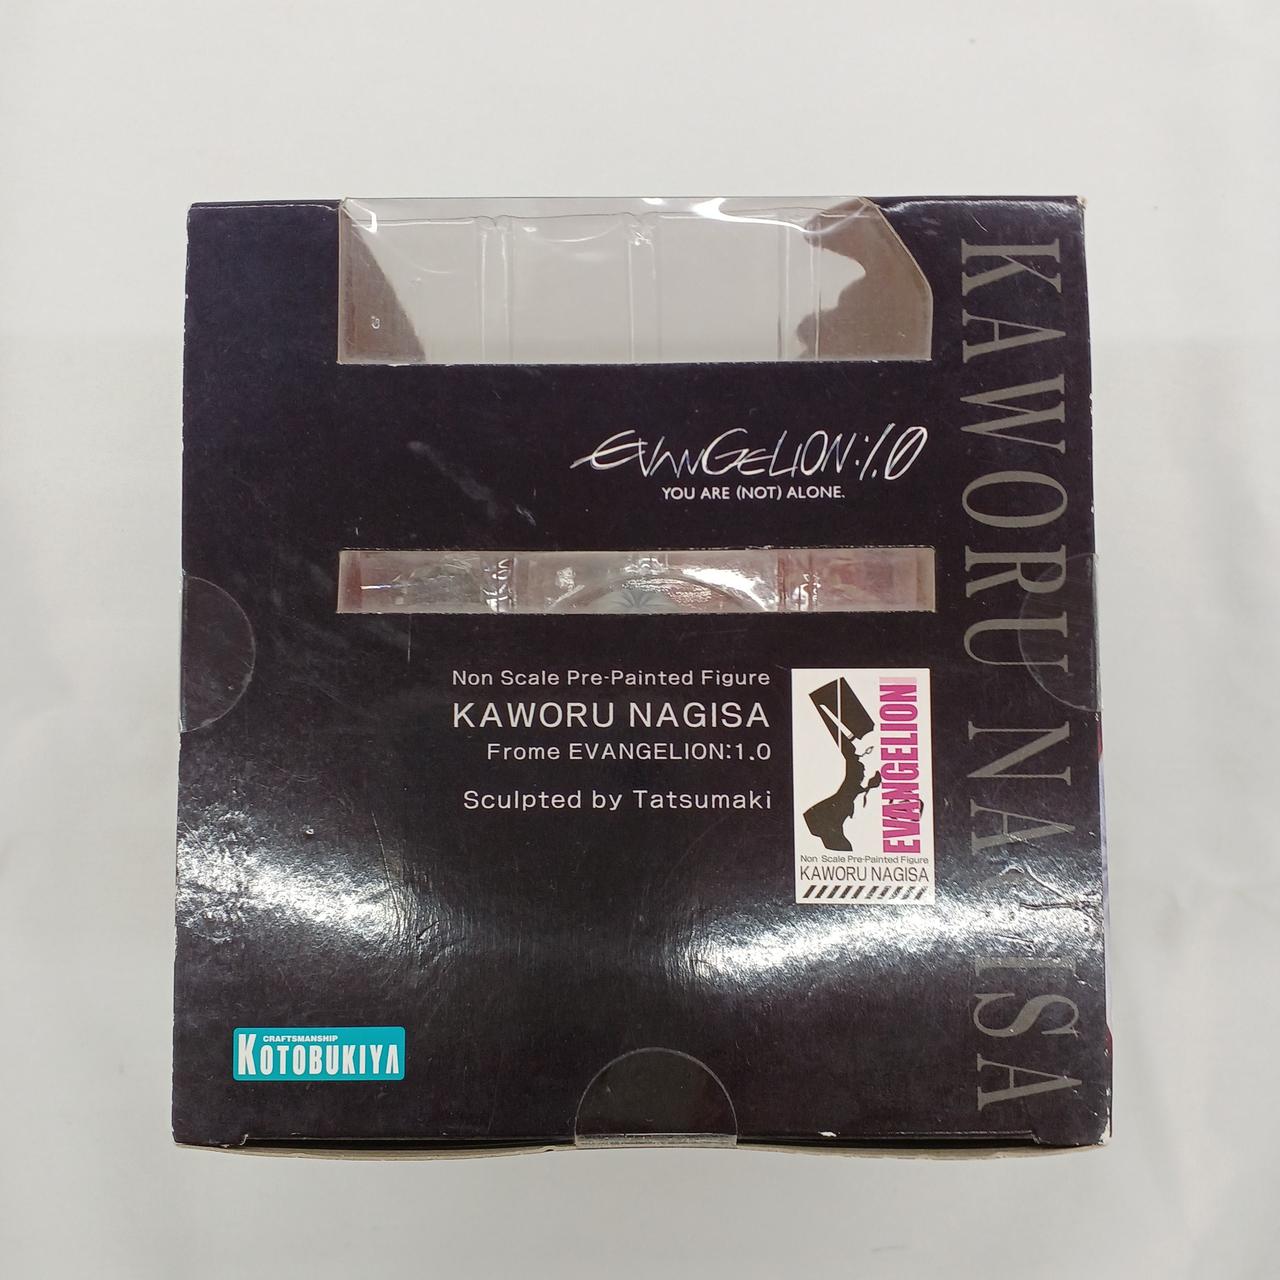 EVANGELION:1.0
YOU ARE (NOT) ALONE.
KAWORU NAGISA
Non Scale Pre-Painted Figure
KAWORU NAGISA
Frome EVANGELION:1.0
Sculpted by Tatsumaki
EVANGELION
Non Scale Pre-Painted Figure
KAWORU NAGISA
CRAFTSMANSHIP
KOTOBUKIYA